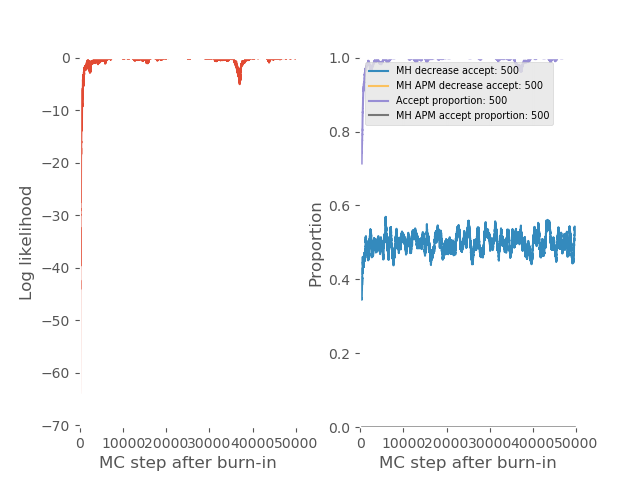 0
−10
−20
−30
−40
−50
−60
−70
Log likelihood
0 10000 20000 30000 40000 50000
MC step after burn-in
1.0
0.8
0.6
0.4
0.2
0.0
Proportion
MH decrease accept: 500
MH APM decrease accept: 500
Accept proportion: 500
MH APM accept proportion: 500
0 10000 20000 30000 40000 50000
MC step after burn-in